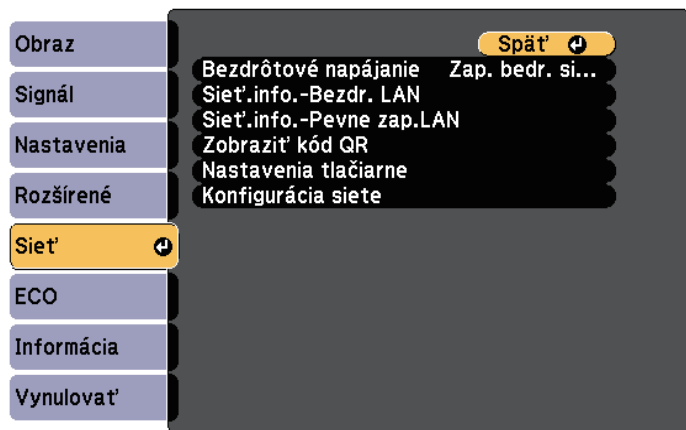 Obraz
Signál
Nastavenia
Rozšírené
Sieť
ECO
Informácia
Vynulovať
Späť
Bezdrôtové napájanie Zap. bedr. si...
Sieť.info.-Bezdr. LAN
Sieť.info.-Pevne zap.LAN
Zobraziť kód QR
Nastavenia tlačiarne
Konfigurácia siete